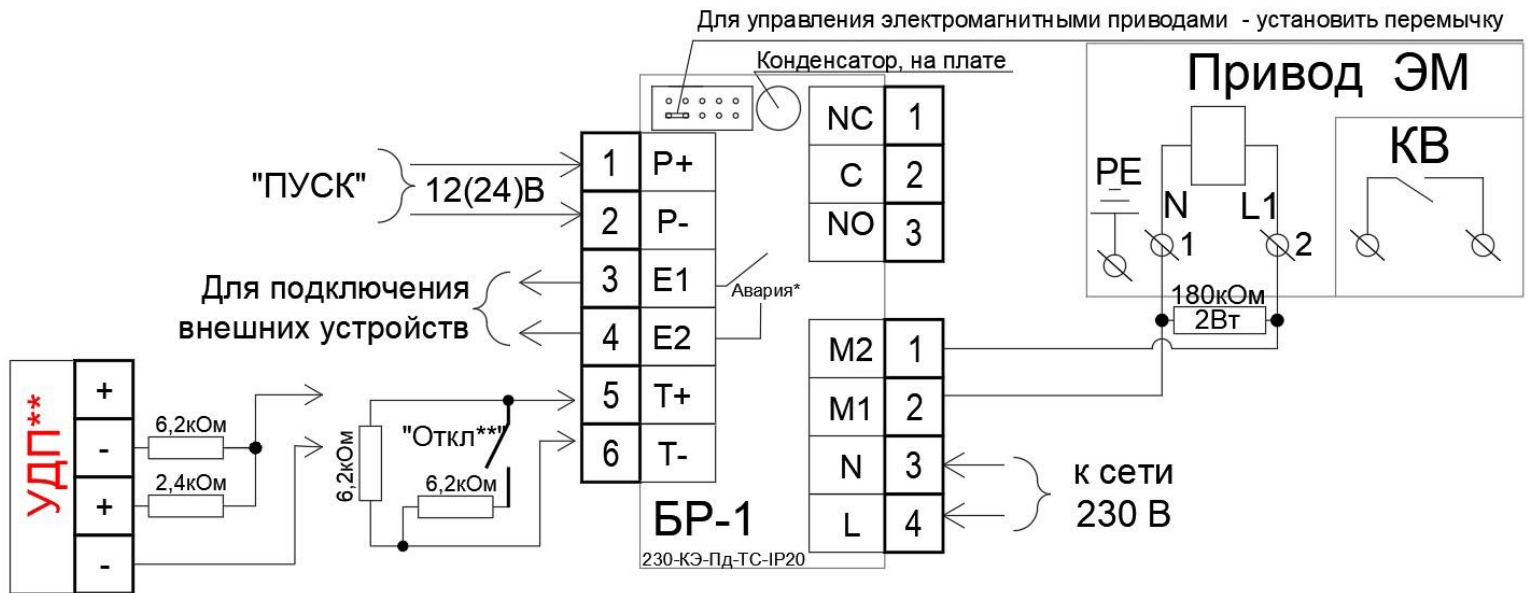 Для управления электромагнитными приводами - установить перемычку
Конденсатор, на плате
Привод ЭМ
КВ
PE
N
L1
1
2
180кОм
2Вт
"ПУСК"
12(24)В
1 P+
2 P-
3 E1
4 E2
5 T+
6 T-
Авария*
Для подключения
внешних устройств
NC 1
C 2
NO 3
M2 1
M1 2
N 3
L 4
к сети
230 В
УДП**
+
-
+
-
6,2кОм
2,4кОм
6,2кОм
"Откл**"
6,2кОм
БР-1
230-КЭ-Пд-ТС-IP20